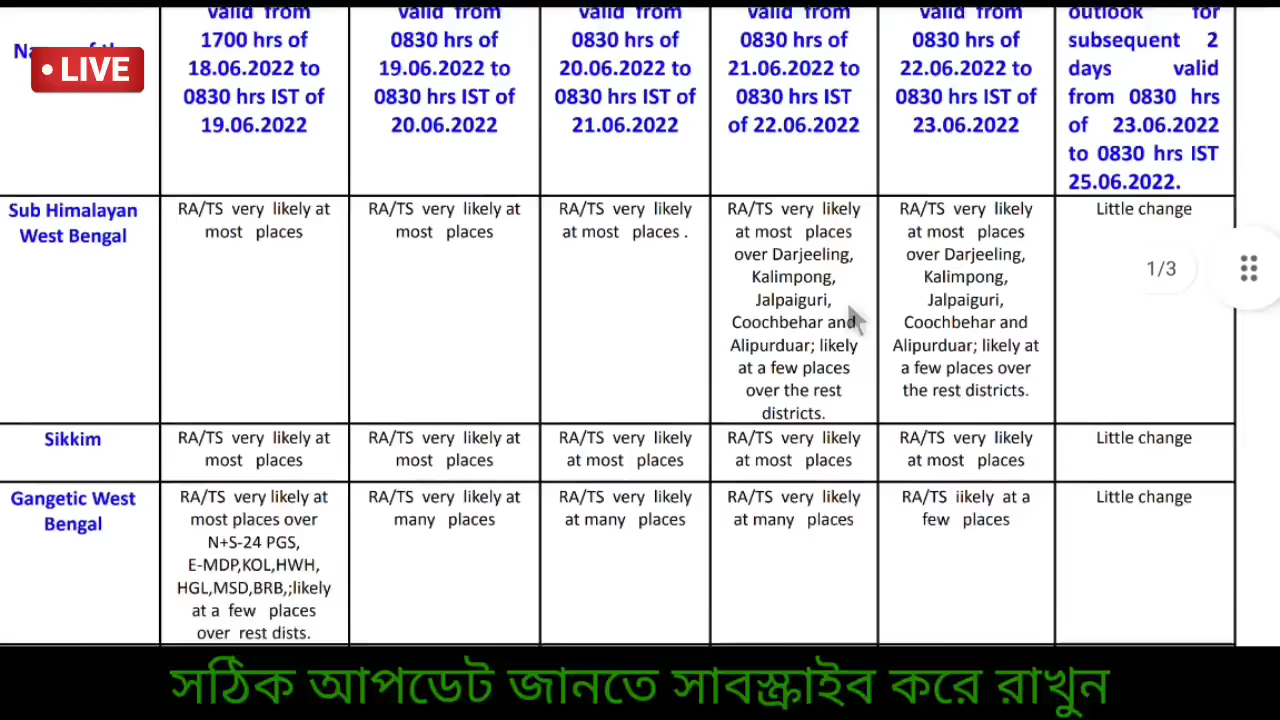 valid from
valid from
valid from
valid from
valid from
outlook for
1700 hrs of
0830 hrs of
0830 hrs of
0830 hrs of
0830 hrs of
subsequent 2
18.06.2022 to
19.06.2022 to
20.06.2022 to
21.06.2022 to
22.06.2022 to
days valid
0830 hrs IST of
0830 hrs IST of
0830 hrs IST of
0830 hrs IST
0830 hrs IST of
from 0830 hrs
19.06.2022
20.06.2022
21.06.2022
of 22.06.2022
23.06.2022
of 23.06.2022
to 0830 hrs IST
25.06.2022.
• LIVE
Sub Himalayan
West Bengal
RA/TS very likely at
most places
RA/TS very likely at
most places
RA/TS very likely
at most places .
RA/TS very likely
at most places
over Darjeeling,
Kalimpong,
Jalpaiguri,
Coochbehar and
Alipurduar; likely
at a few places
over the rest
districts.
RA/TS very likely
at most places
over Darjeeling,
Kalimpong,
Jalpaiguri,
Coochbehar and
Alipurduar; likely at
a few places over
the rest districts.
Little change
1/3
Sikkim
RA/TS very likely at
most places
RA/TS very likely at
most places
RA/TS very likely
at most places
RA/TS very likely
at most places
RA/TS very likely
at most places
Little change
Gangetic West
Bengal
RA/TS very likely at
most places over
N+S-24 PGS,
E-MDP,KOL,HWH,
HGL,MSD,BRB,;likely
at a few places
over rest dists.
RA/TS very likely at
many places
RA/TS very likely
at many places
RA/TS very likely
at many places
RA/TS iikely at a
few places
Little change
সঠিক আপডেট জানতে সাবস্ক্রাইব করে রাখুন